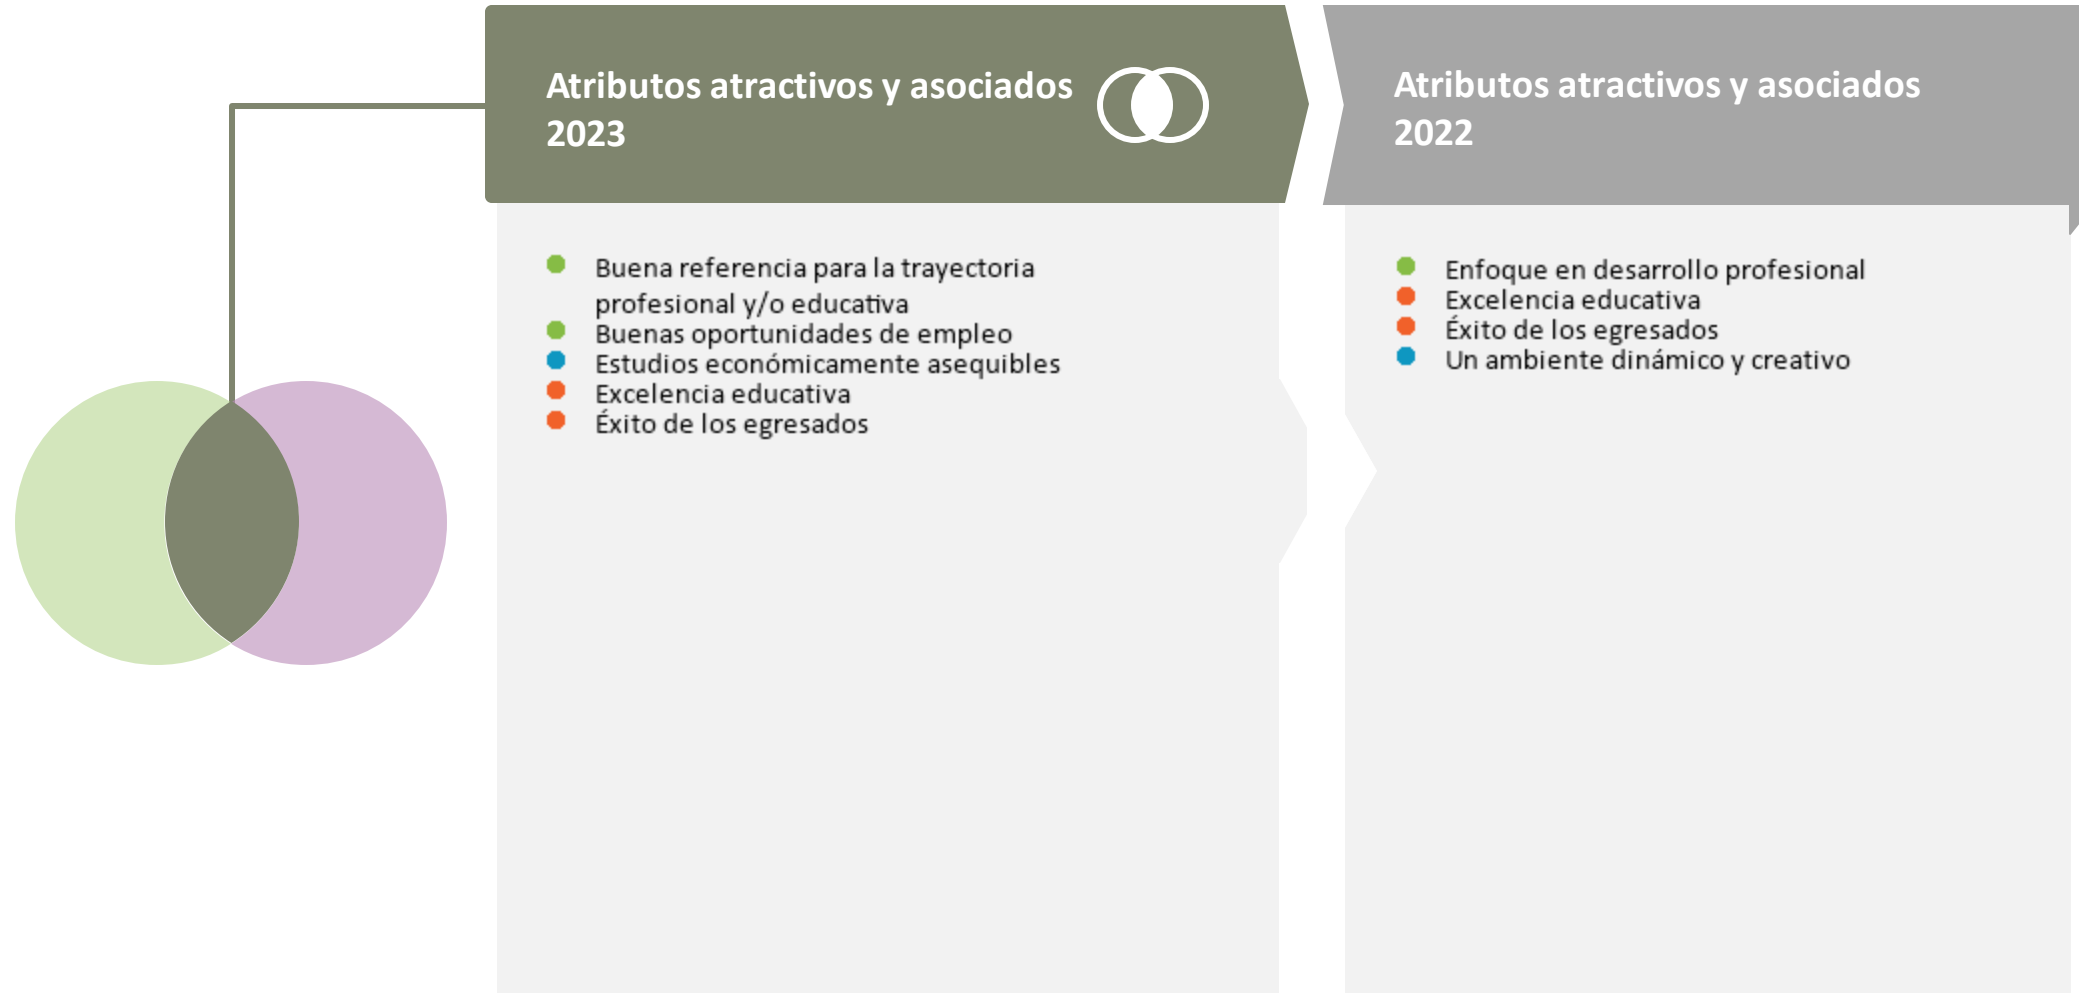 Atributos atractivos y asociados
2023
Buena referencia para la trayectoria
profesional y/o educativa
Buenas oportunidades de empleo
Estudios económicamente asequibles
Excelencia educativa
Éxito de los egresados
Atributos atractivos y asociados
2022
Enfoque en desarrollo profesional
Excelencia educativa
Éxito de los egresados
Un ambiente dinámico y creativo